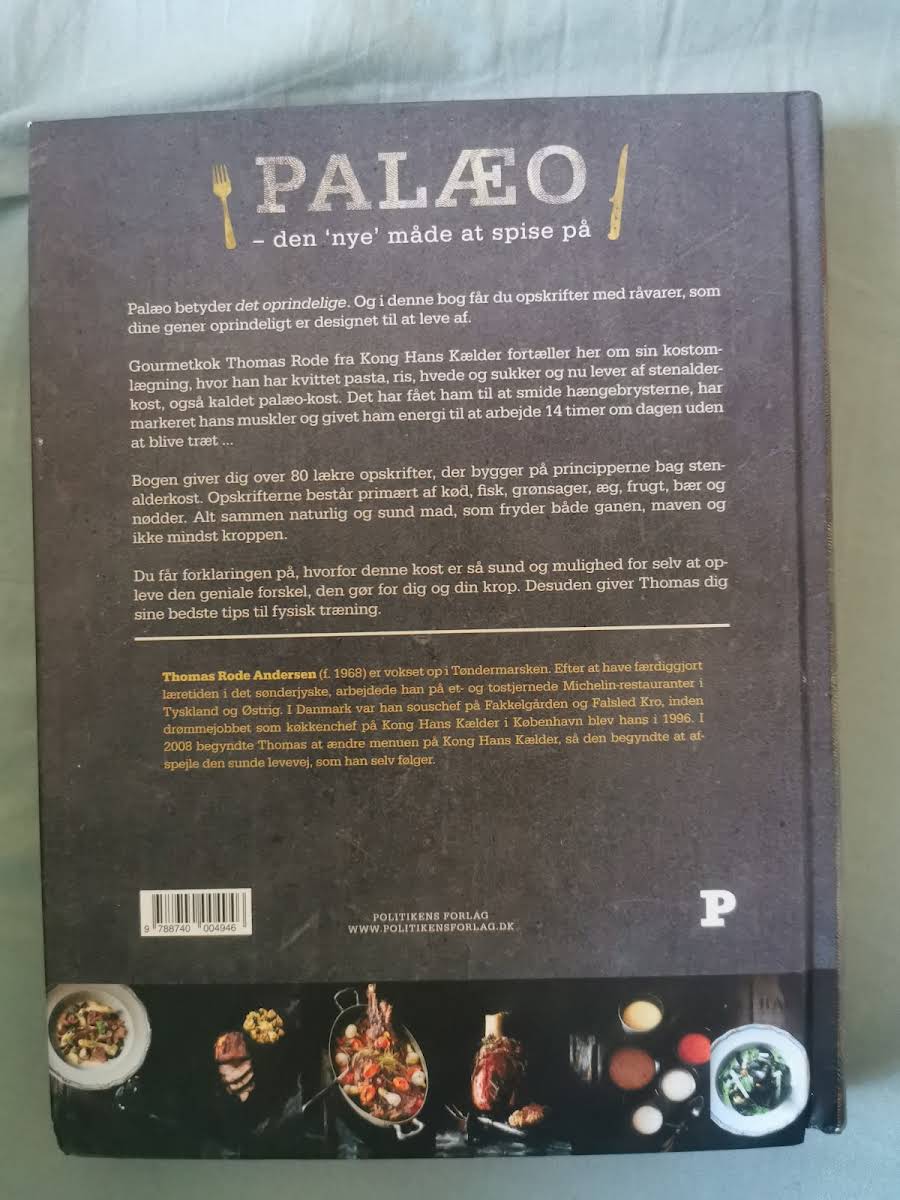 PALÆO
– den ‘nye’ måde at spise på
Palæo betyder det oprindelige. Og i denne bog får du opskrifter med råvarer, som
dine gener oprindeligt er designet til at leve af.
Gourmetkok Thomas Rode fra Kong Hans Kælder fortæller her om sin kostom-
lægning, hvor han har kvittet pasta, ris, hvede og sukker og nu lever af stenalder-
kost, også kaldet palæo-kost. Det har fået ham til at smide hængebrysterne, har
markeret hans muskler og givet ham energi til at arbejde 14 timer om dagen uden
at blive træt ...
Bogen giver dig over 80 lækre opskrifter, der bygger på principperne bag sten-
alderkost. Opskrifterne består primært af kød, fisk, grønsager, æg, frugt, bær og
nødder. Alt sammen naturlig og sund mad, som fryder både ganen, maven og
ikke mindst kroppen.
Du får forklaringen på, hvorfor denne kost er så sund og mulighed for selv at op-
leve den geniale forskel, den gør for dig og din krop. Desuden giver Thomas dig
sine bedste tips til fysisk træning.
Thomas Rode Andersen (f. 1968) er vokset op i Tøndermarsken. Efter at have færdiggjort
læretiden i det sønderjyske, arbejdede han på et- og tostjernede Michelin-restauranter i
Tyskland og Østrig. I Danmark var han souschef på Fakkelgården og Falsled Kro, inden
drømmejobbet som køkkenchef på Kong Hans Kælder i København blev hans i 1996. I
2008 begyndte Thomas at ændre menuen på Kong Hans Kælder, så den begyndte at af-
spejle den sunde levevej, som han selv følger.
9 788740 004946
POLITIKENS FORLAG
WWW.POLITIKENSFORLAG.DK
P